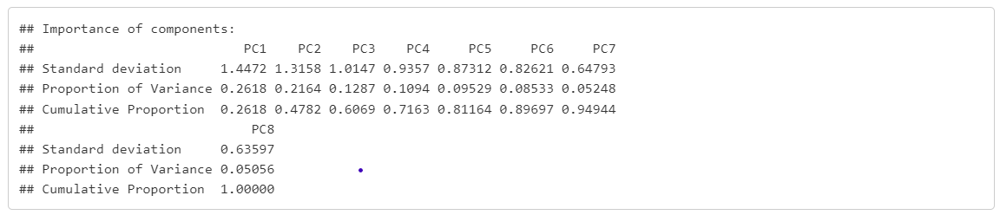 ## Importance of components:
##                           PC1    PC2    PC3    PC4     PC5     PC6     PC7
## Standard deviation     1.4472 1.3158 1.0147 0.9357 0.87312 0.82621 0.64793
## Proportion of Variance 0.2618 0.2164 0.1287 0.1094 0.09529 0.08533 0.05248
## Cumulative Proportion  0.2618 0.4782 0.6069 0.7163 0.81164 0.89697 0.94944
##                            PC8
## Standard deviation     0.63597
## Proportion of Variance 0.05056
## Cumulative Proportion  1.00000